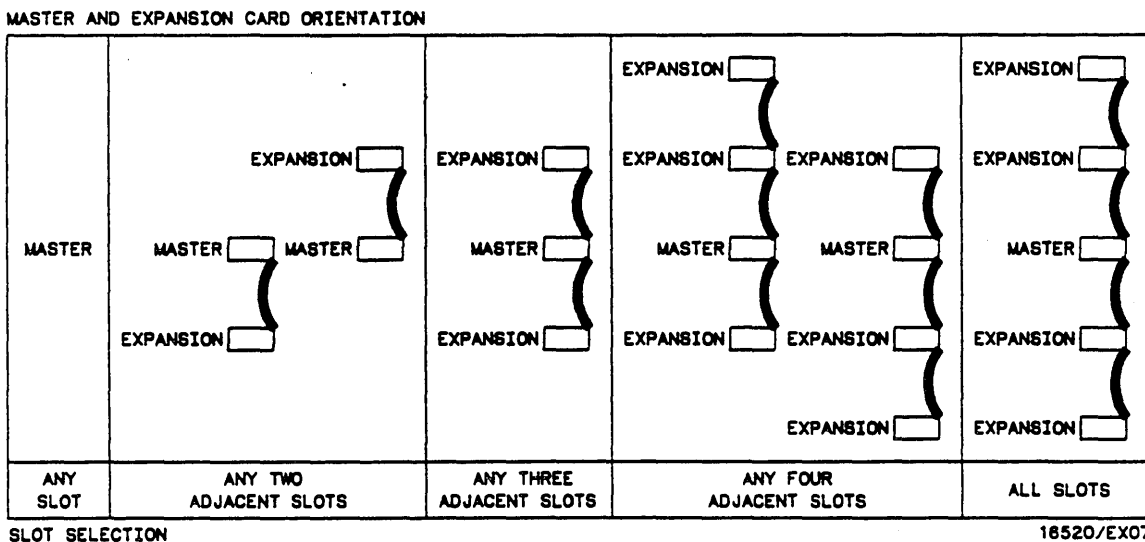 MASTER AND EXPANSION CARD ORIENTATION
EXPANSION EXPANSION
EXPANSION EXPANSION EXPANSION EXPANSION EXPANSION
MASTER MASTER MASTER MASTER MASTER MASTER MASTER
EXPANSION EXPANSION EXPANSION EXPANSION EXPANSION
EXPANSION EXPANSION
ANY SLOT
ANY TWO ADJACENT SLOTS
ANY THREE ADJACENT SLOTS
ANY FOUR ADJACENT SLOTS
ALL SLOTS
SLOT SELECTION
16520/EX07